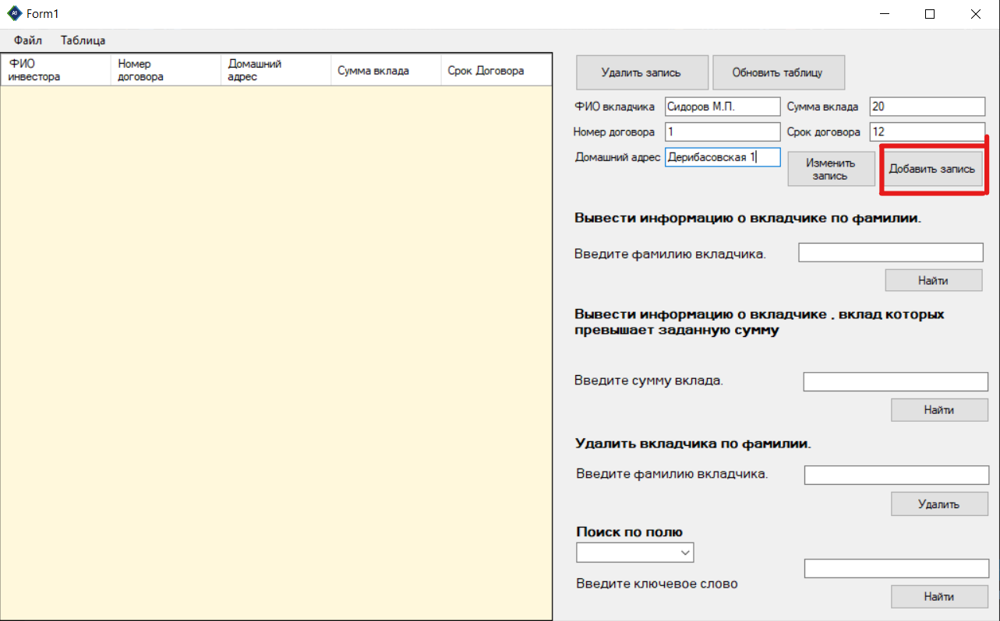 Form1
Файл Таблица
ФИО инвестора
Номер договора
Домашний адрес
Сумма вклада
Срок Договора
Удалить запись
Обновить таблицу
ФИО вкладчика Сидоров М.П. Сумма вклада 20
Номер договора 1 Срок договора 12
Домашний адрес Дерибасовская 1
Изменить запись
Добавить запись
Вывести информацию о вкладчике по фамилии.
Введите фамилию вкладчика.
Найти
Вывести информацию о вкладчике , вклад которых
превышает заданную сумму
Введите сумму вклада.
Найти
Удалить вкладчика по фамилии.
Введите фамилию вкладчика.
Удалить
Поиск по полю
Введите ключевое слово
Найти